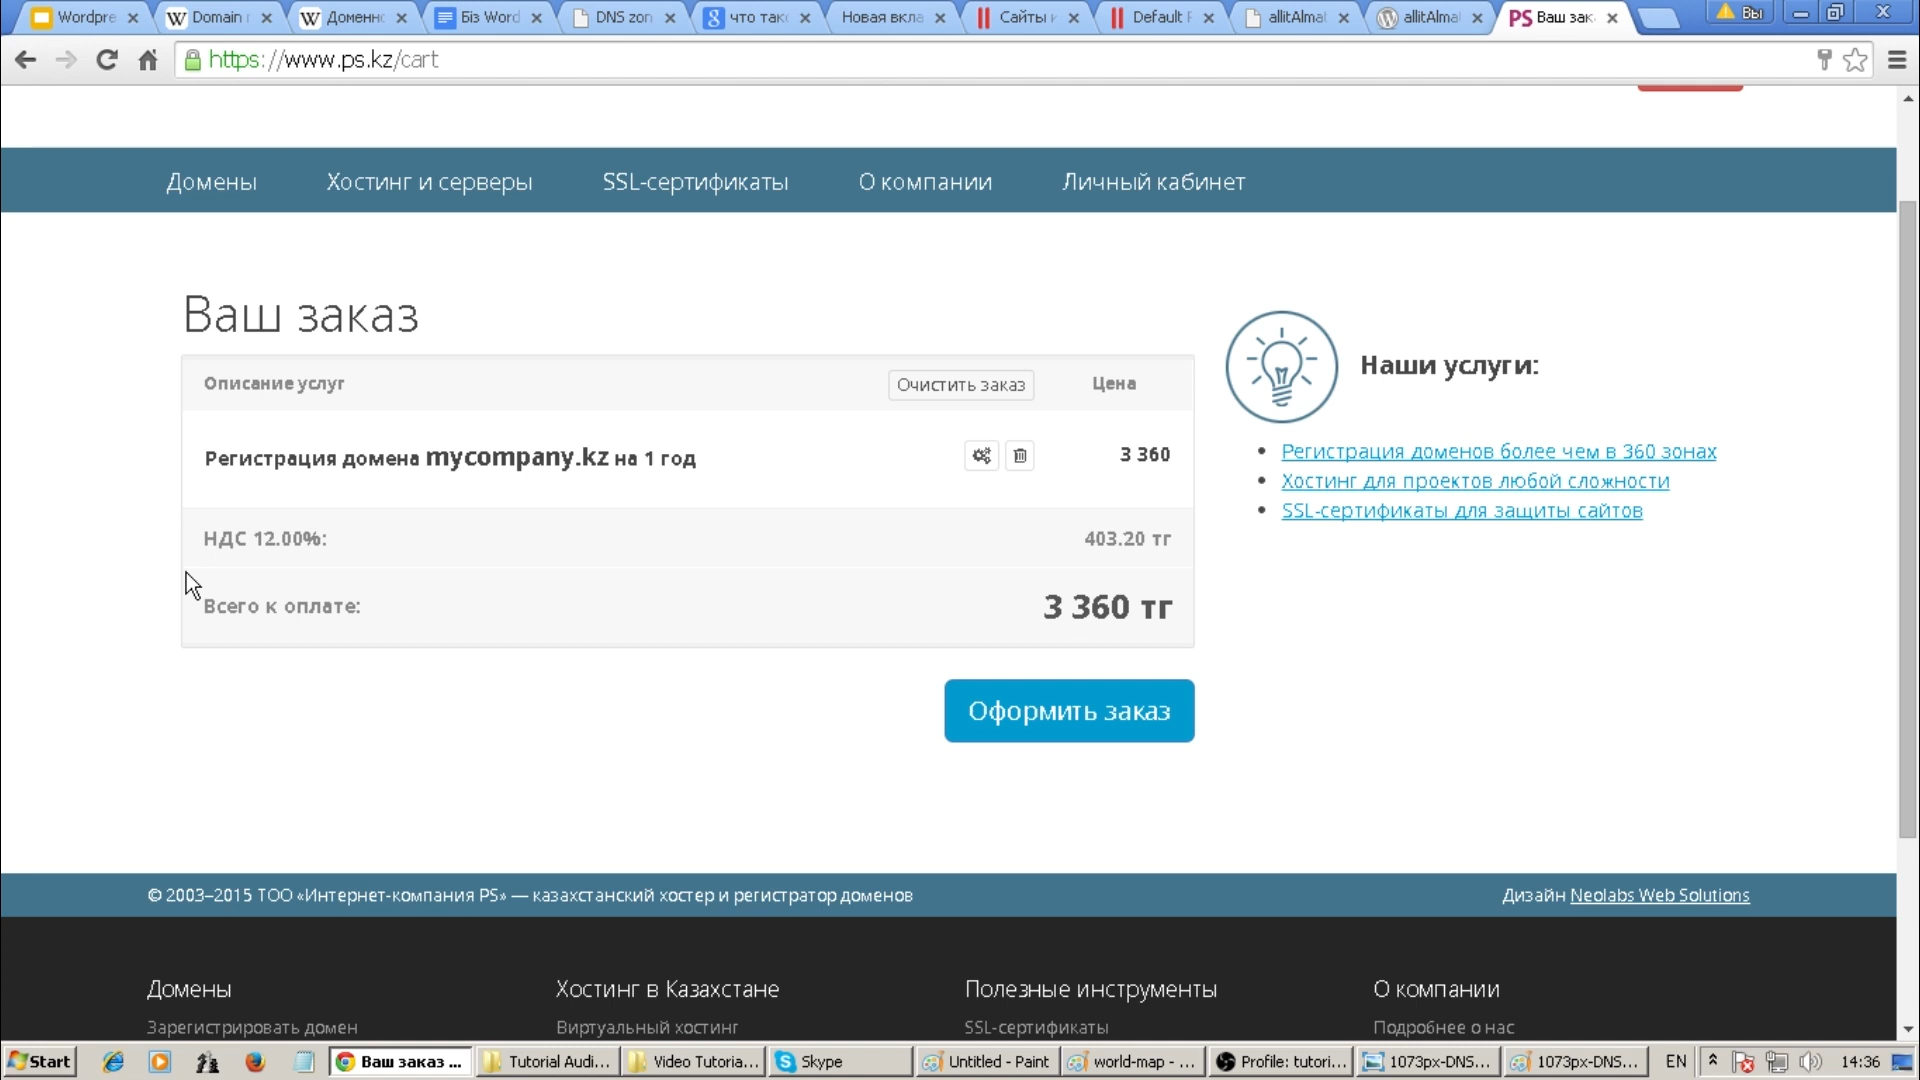 Wordpre
Domain
Доменн
Біз Word
DNS zon
что так
Новая вкла
Сайты и
Default
allitAlmat
allitAlmat
PS Ваш зак
Вы
https://www.ps.kz/cart
Домены
Хостинг и серверы
SSL-сертификаты
О компании
Личный кабинет
Ваш заказ
Описание услуг
Очистить заказ
Цена
Регистрация домена mycompany.kz на 1 год
3 360
НДС 12.00%:
403.20 тг
Всего к оплате:
3 360 тг
Оформить заказ
Наши услуги:
Регистрация доменов более чем в 360 зонах
Хостинг для проектов любой сложности
SSL-сертификаты для защиты сайтов
© 2003–2015 ТОО «Интернет-компания PS» — казахстанский хостер и регистратор доменов
Дизайн Neolabs Web Solutions
Домены
Хостинг в Казахстане
Полезные инструменты
О компании
Зарегистрировать домен
Виртуальный хостинг
SSL-сертификаты
Подробнее о нас
Start
Ваш заказ ...
Tutorial Audi...
Video Tutoria...
Skype
Untitled - Paint
world-map - ...
Profile: tutori...
1073px-DNS...
1073px-DNS...
EN
14:36